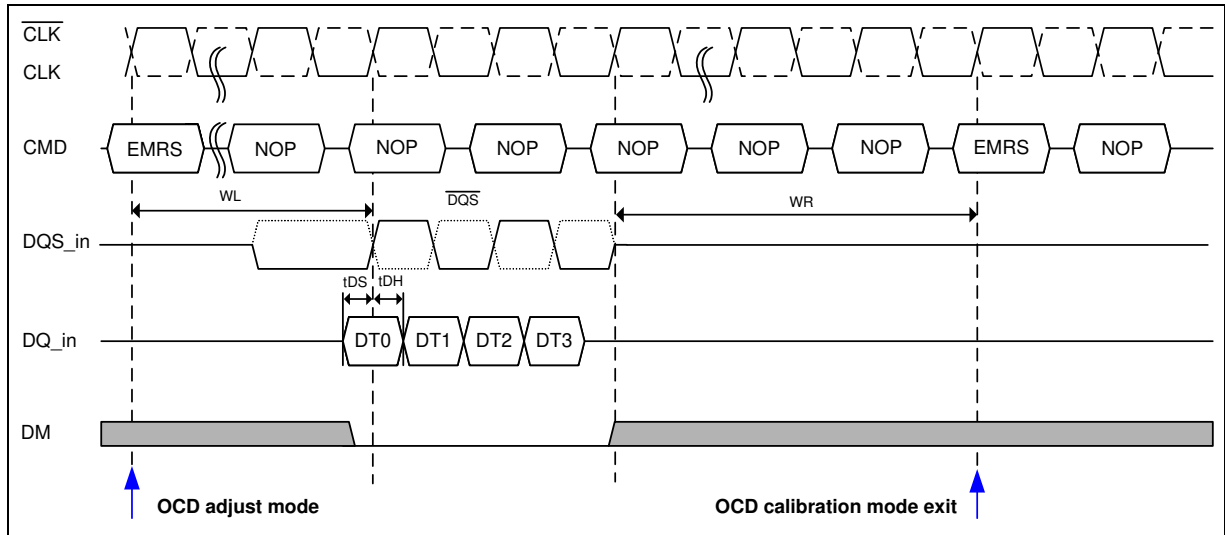 CLK
CLK
CMD EMRS NOP NOP NOP NOP NOP NOP EMRS NOP
WL DQS WR
DQS_in
tDS tDH
DQ_in DT0 DT1 DT2 DT3
DM
OCD adjust mode OCD calibration mode exit